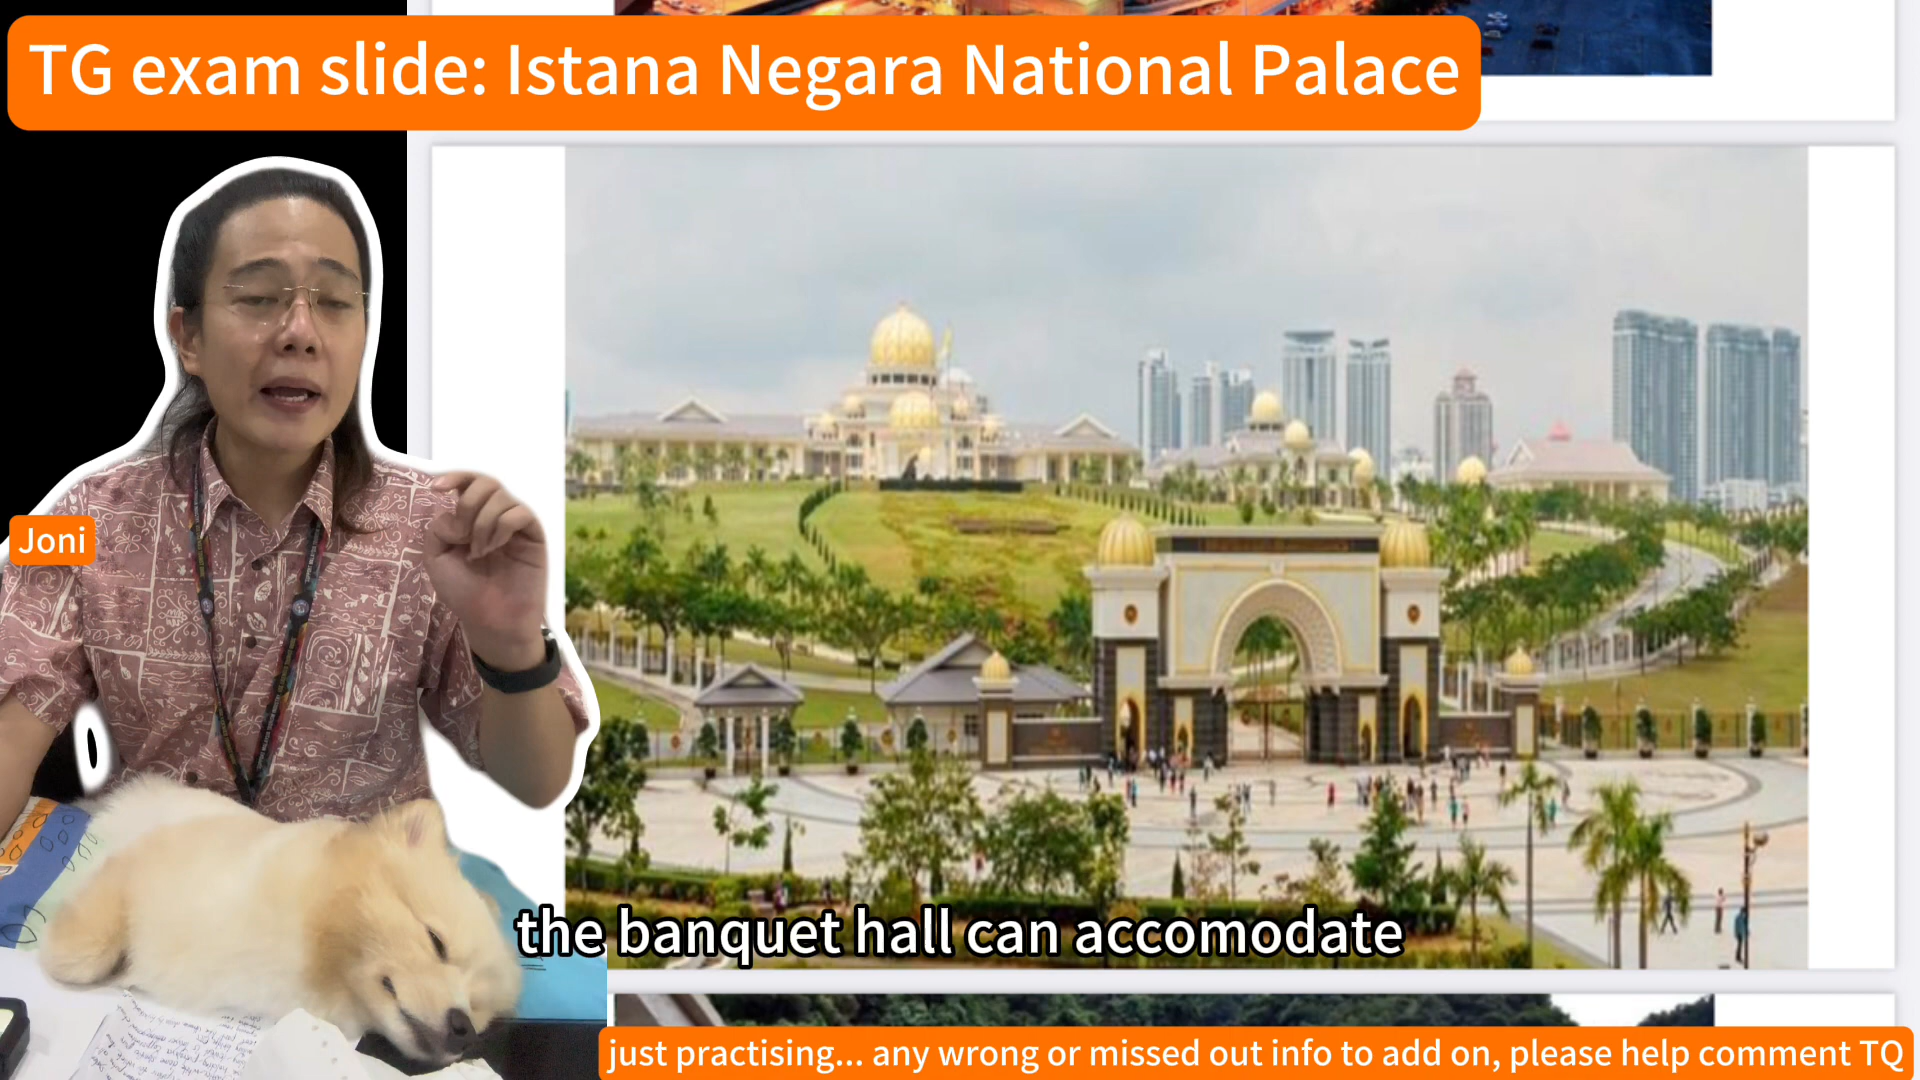 TG exam slide: Istana Negara National Palace
Joni
the banquet hall can accomodate
just practising... any wrong or missed out info to add on, please help comment TQ